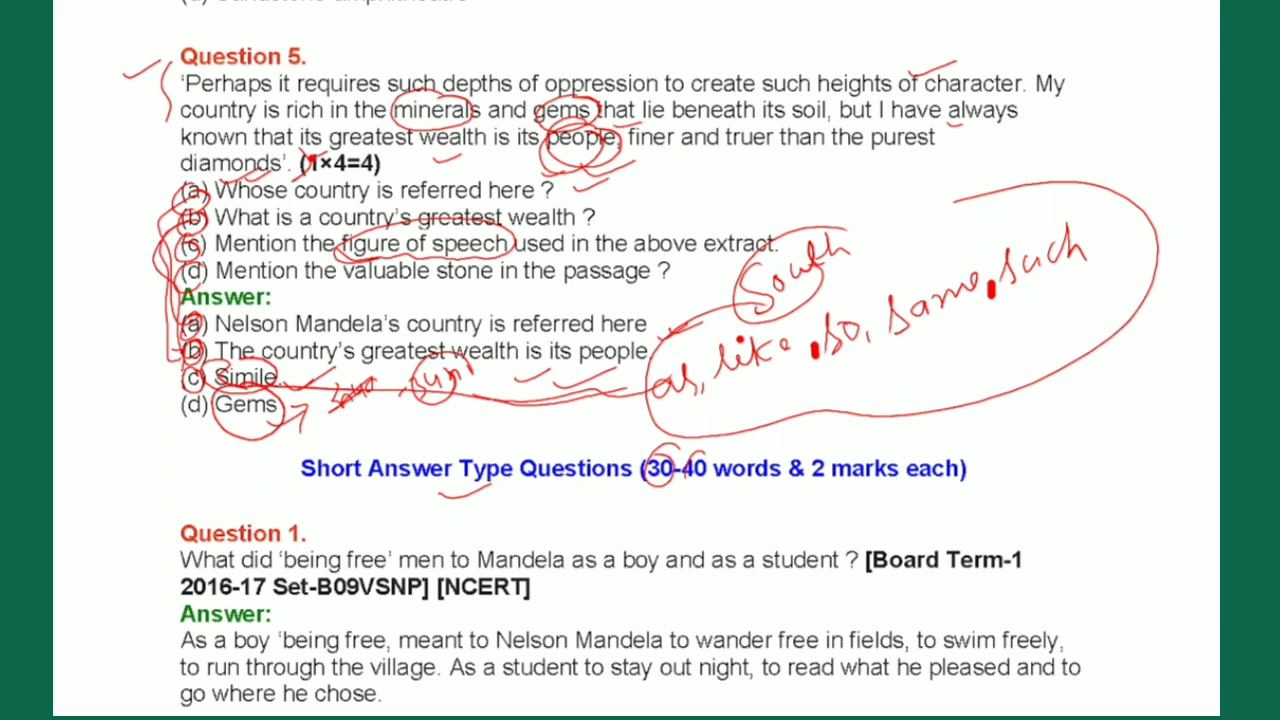 Question 5.
'Perhaps it requires such depths of oppression to create such heights of character. My
country is rich in the minerals and gems that lie beneath its soil, but I have always
known that its greatest wealth is its people, finer and truer than the purest
diamonds'. (1×4=4)
(a) Whose country is referred here ?
(b) What is a country's greatest wealth ?
(c) Mention the figure of speech used in the above extract.
(d) Mention the valuable stone in the passage ?
South
Answer:
as, like, so, same, such
(a) Nelson Mandela's country is referred here
(b) The country's greatest wealth is its people.
(c) Simile
(d) Gems
Short Answer Type Questions (30-40 words & 2 marks each)
Question 1.
What did 'being free' men to Mandela as a boy and as a student ? [Board Term-1
2016-17 Set-B09VSNP] [NCERT]
Answer:
As a boy 'being free, meant to Nelson Mandela to wander free in fields, to swim freely,
to run through the village. As a student to stay out night, to read what he pleased and to
go where he chose.